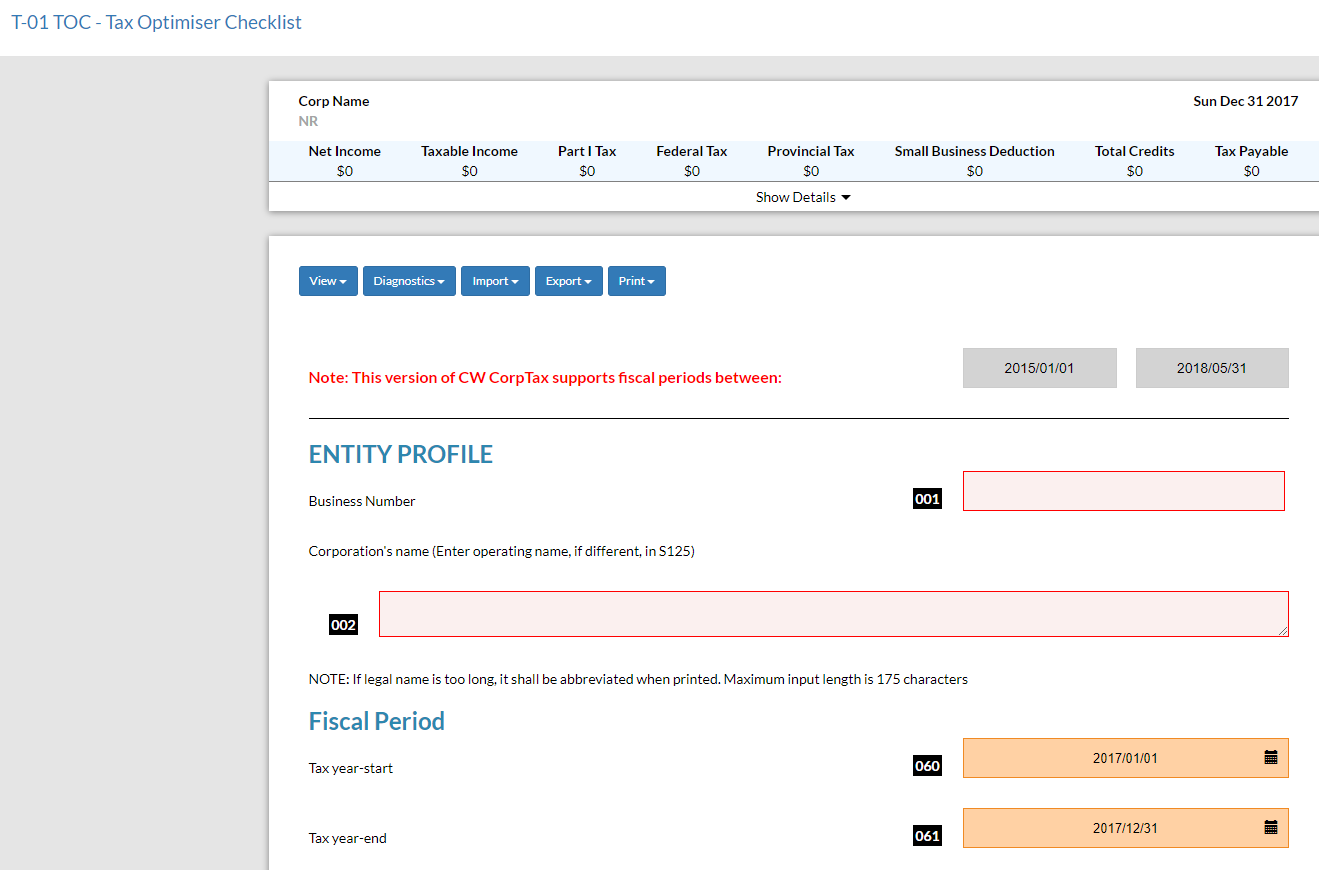 T-01 TOC - Tax Optimiser Checklist
Corp Name
Sun Dec 31 2017
NR
Net Income Taxable Income Part I Tax Federal Tax Provincial Tax Small Business Deduction Total Credits Tax Payable
$0 $0 $0 $0 $0 $0 $0 $0
Show Details
View Diagnostics Import Export Print
Note: This version of CW CorpTax supports fiscal periods between: 2015/01/01 2018/05/31
ENTITY PROFILE
Business Number 001
Corporation's name (Enter operating name, if different, in S125)
002
NOTE: If legal name is too long, it shall be abbreviated when printed. Maximum input length is 175 characters
Fiscal Period
Tax year-start 060 2017/01/01
Tax year-end 061 2017/12/31